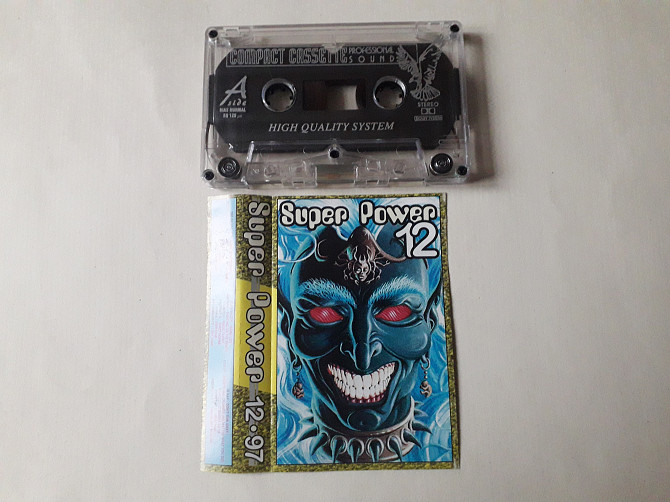 COMPACT CASSETTE
PROFESSIONAL
SOUND
A
side
STEREO
HIGH QUALITY SYSTEM
Super Power
12
Super Power 12•97